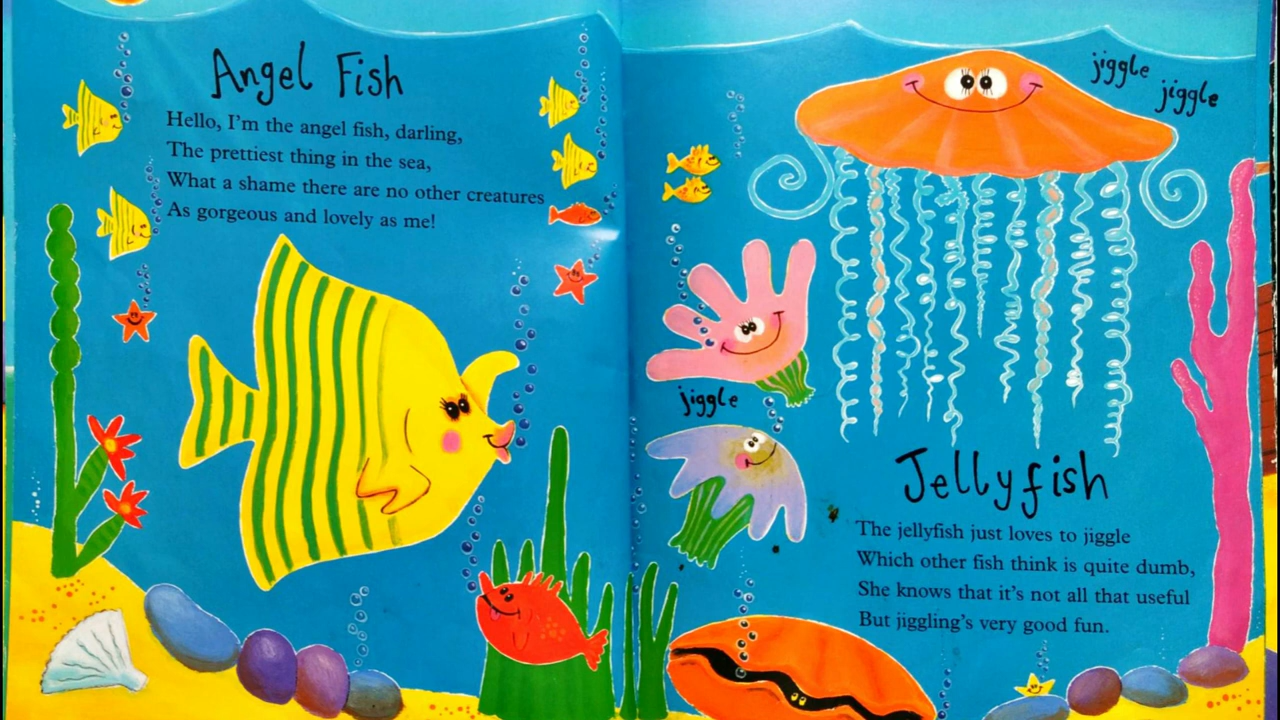 Angel Fish
Hello, I'm the angel fish, darling,
The prettiest thing in the sea,
What a shame there are no other creatures
As gorgeous and lovely as me!
jiggle
jiggle
jiggle
Jellyfish
The jellyfish just loves to jiggle
Which other fish think is quite dumb,
She knows that it's not all that useful
But jiggling's very good fun.